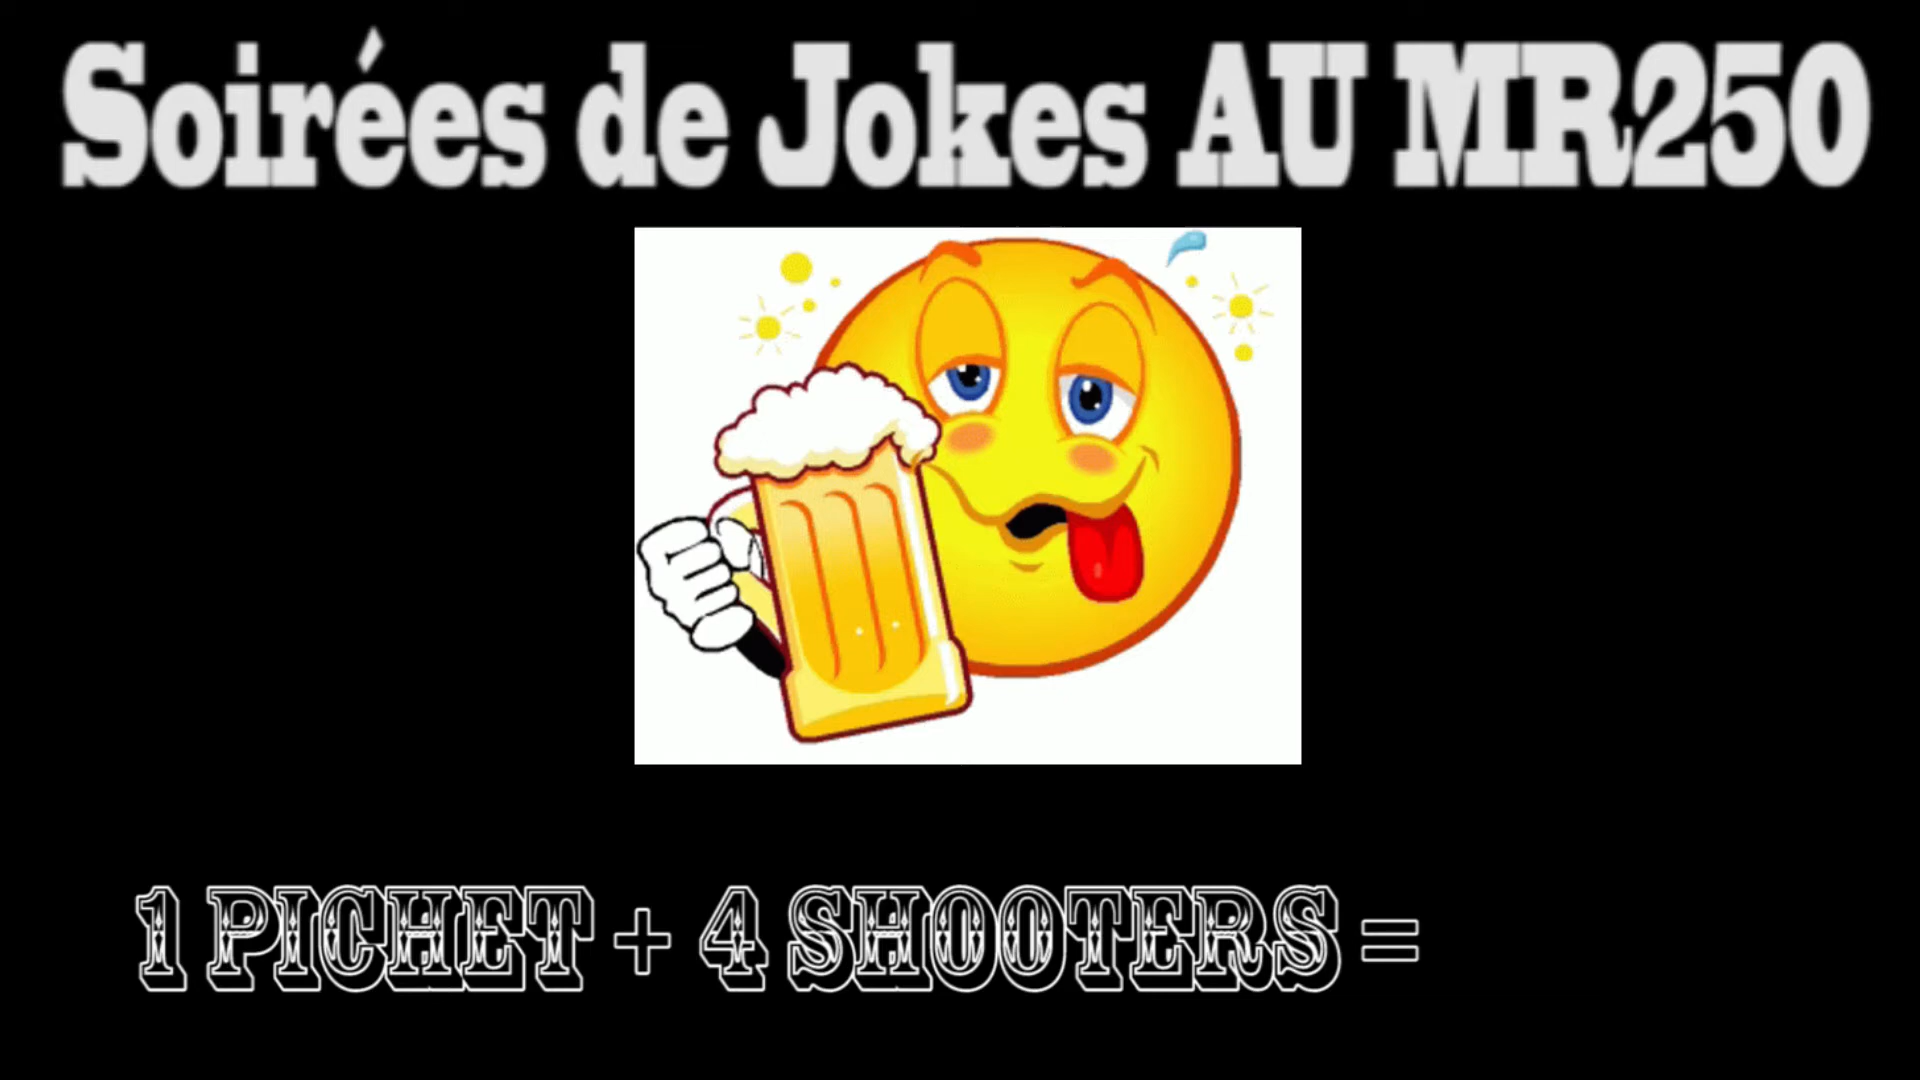 Soirées de Jokes AU MR250
1 PICHET + 4 SHOOTERS =